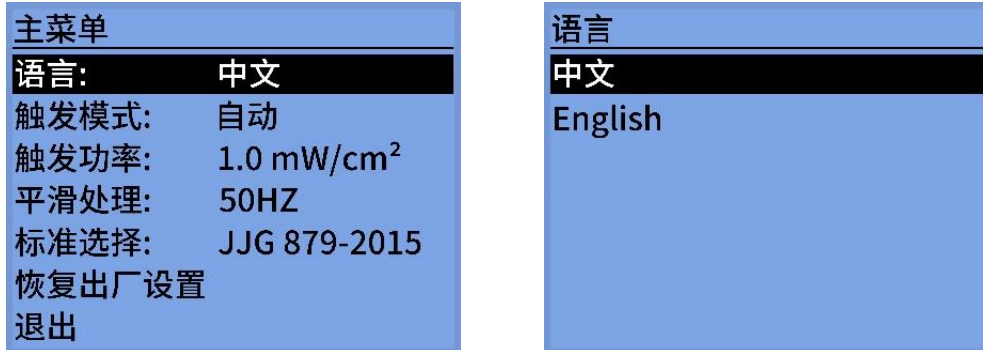 主菜单
语言: 中文
触发模式: 自动
触发功率: 1.0 mW/cm²
平滑处理: 50HZ
标准选择: JJG 879-2015
恢复出厂设置
退出
语言
中文
English